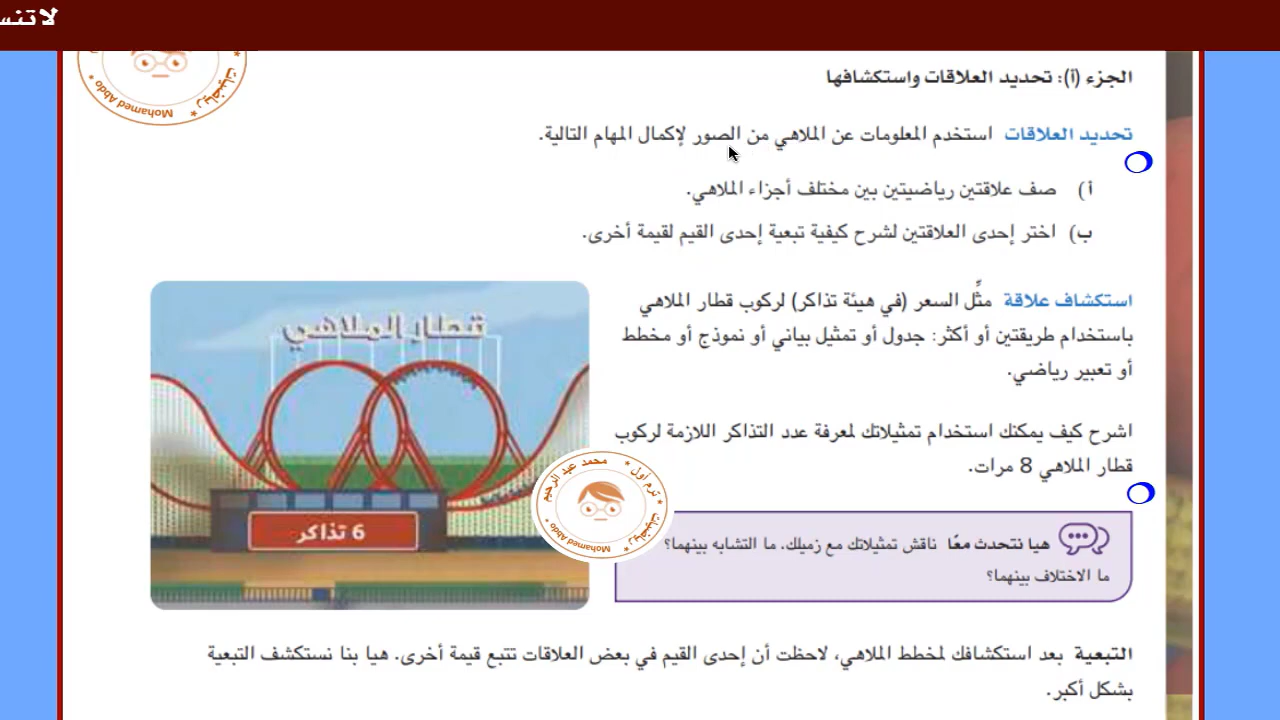 لاتنس
الجزء (أ): تحديد العلاقات واستكشافها
تحديد العلاقات استخدم المعلومات عن الملاهي من الصور لإكمال المهام التالية.
أ) صف علاقتين رياضيتين بين مختلف أجزاء الملاهي.
ب) اختر إحدى العلاقتين لشرح كيفية تبعية إحدى القيم لقيمة أخرى.
استكشاف علاقة مثِّل السعر (في هيئة تذاكر) لركوب قطار الملاهي
باستخدام طريقتين أو أكثر: جدول أو تمثيل بياني أو نموذج أو مخطط
أو تعبير رياضي.
قطار الملاهي
6 تذاكر
اشرح كيف يمكنك استخدام تمثيلاتك لمعرفة عدد التذاكر اللازمة لركوب
قطار الملاهي 8 مرات.
محمد عبد الرحيم * ترم أول * رياضيات * Mohamed Abdo *
رياضيات * Mohamed Abdo *
هيا نتحدث معًا ناقش تمثيلاتك مع زميلك. ما التشابه بينهما؟
ما الاختلاف بينهما؟
التبعية بعد استكشافك لمخطط الملاهي، لاحظت أن إحدى القيم في بعض العلاقات تتبع قيمة أخرى. هيا بنا نستكشف التبعية
بشكل أكبر.